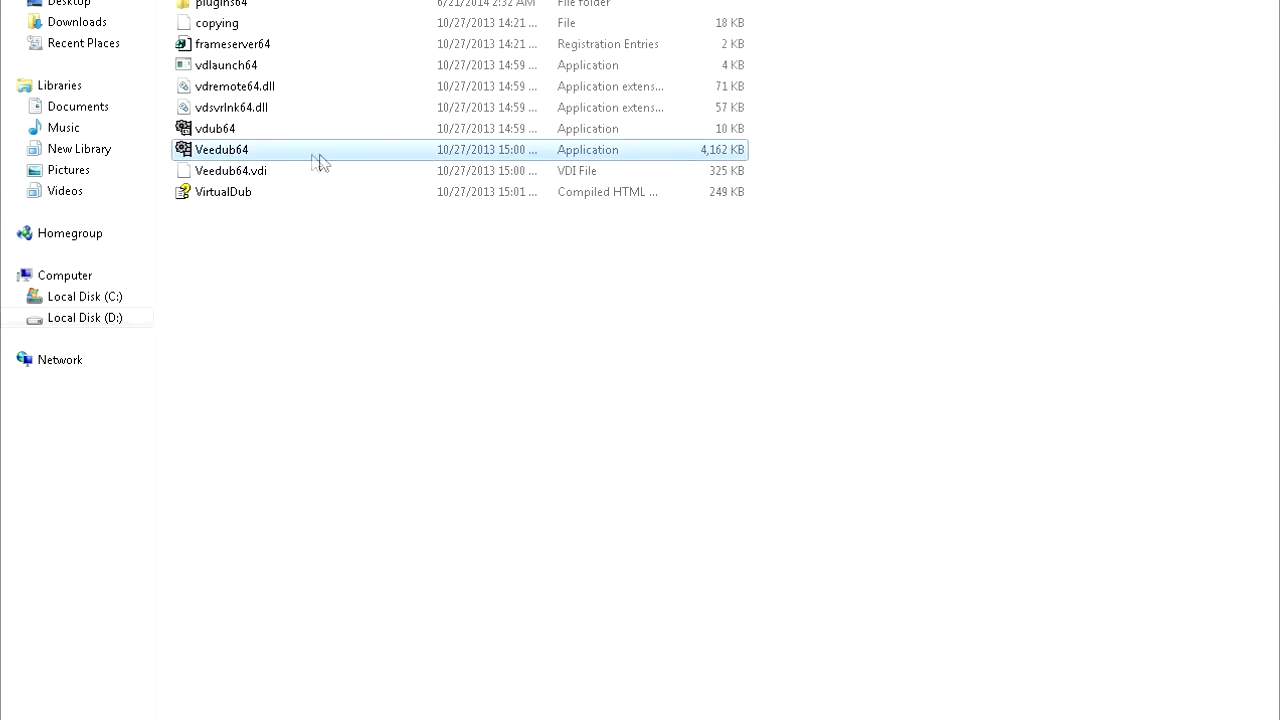 Desktop
Downloads
Recent Places
Libraries
Documents
Music
New Library
Pictures
Videos
Homegroup
Computer
Local Disk (C:)
Local Disk (D:)
Network
plugins64 6/21/2014 2:32 AM File folder
copying 10/27/2013 14:21 ... File 18 KB
frameserver64 10/27/2013 14:21 ... Registration Entries 2 KB
vdlaunch64 10/27/2013 14:59 ... Application 4 KB
vdremote64.dll 10/27/2013 14:59 ... Application extens... 71 KB
vdsvrlnk64.dll 10/27/2013 14:59 ... Application extens... 57 KB
vdub64 10/27/2013 14:59 ... Application 10 KB
Veedub64 10/27/2013 15:00 ... Application 4,162 KB
Veedub64.vdi 10/27/2013 15:00 ... VDI File 325 KB
VirtualDub 10/27/2013 15:01 ... Compiled HTML ... 249 KB